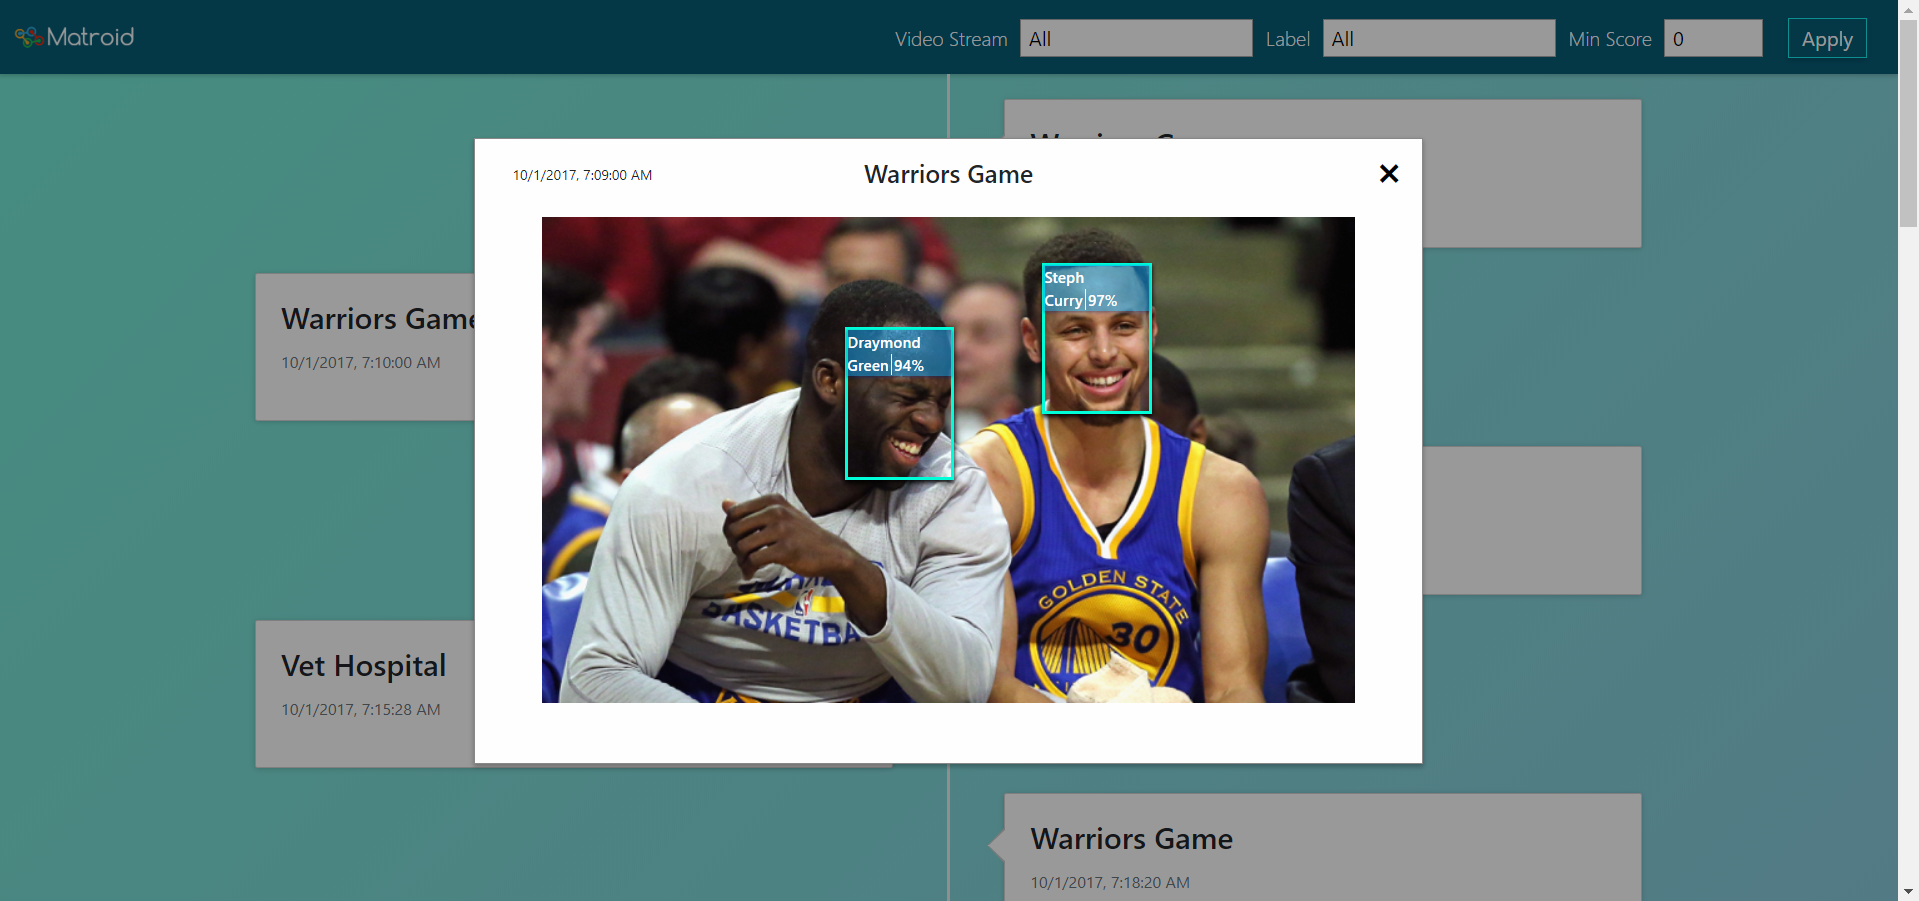 Matroid
Video Stream All Label All Min Score 0 Apply
10/1/2017, 7:09:00 AM
Warriors Game
Steph
Curry 97%
Draymond
Green 94%
BASKETBA
GOLDEN STATE
30
Warriors Game
10/1/2017, 7:10:00 AM
Vet Hospital
10/1/2017, 7:15:28 AM
Warriors Game
10/1/2017, 7:18:20 AM